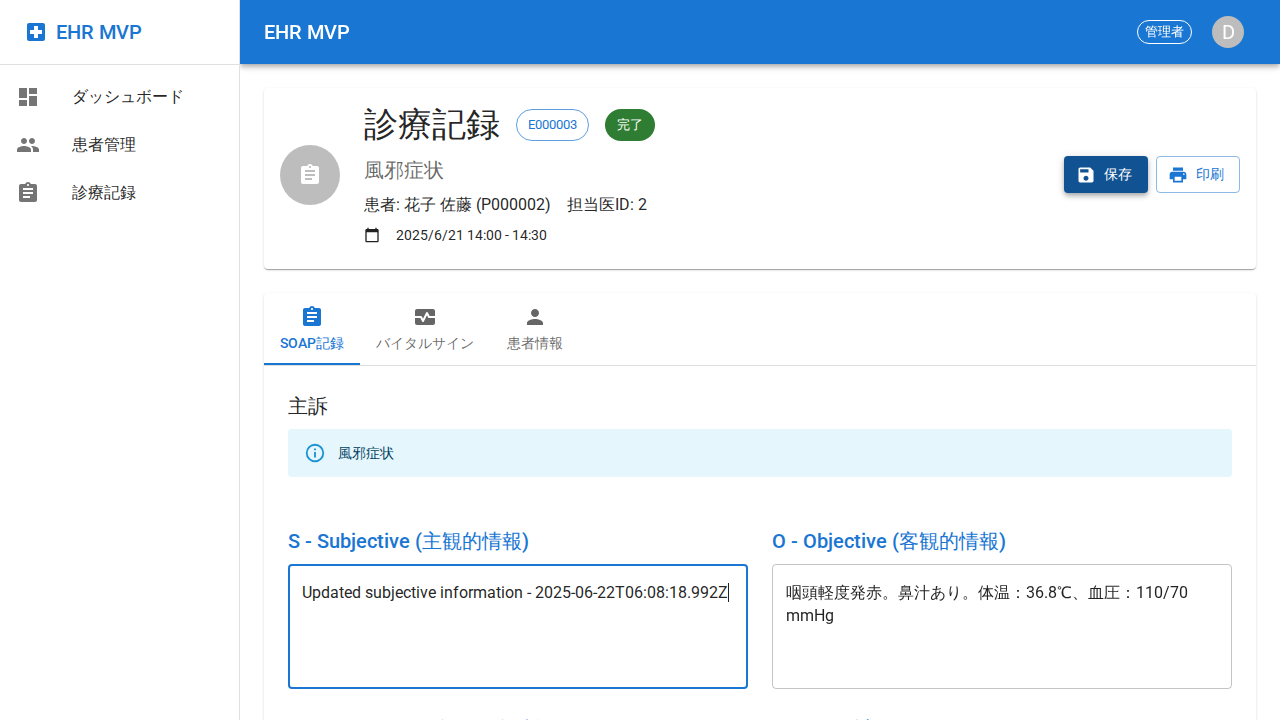 EHR MVP
ダッシュボード
患者管理
診療記録
EHR MVP
管理者
D
診療記録
E000003
完了
風邪症状
患者: 花子 佐藤 (P000002) 担当医ID: 2
2025/6/21 14:00 - 14:30
保存
印刷
SOAP記録
バイタルサイン
患者情報
主訴
風邪症状
S - Subjective (主観的情報)
Updated subjective information - 2025-06-22T06:08:18.992Z
O - Objective (客観的情報)
咽頭軽度発赤。鼻汁あり。体温：36.8℃、血圧：110/70
mmHg